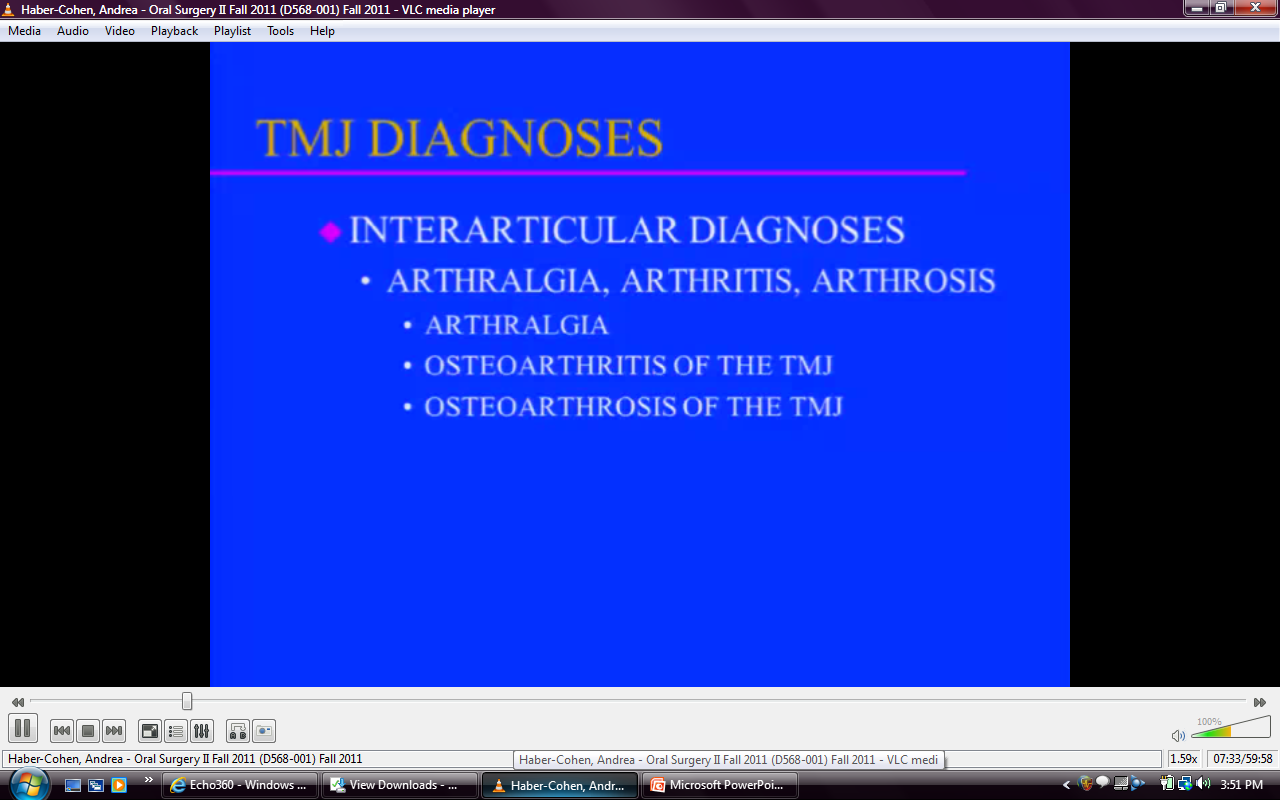 Haber-Cohen, Andrea - Oral Surgery II Fall 2011 (D568-001) Fall 2011 - VLC media player
Media Audio Video Playback Playlist Tools Help
TMJ DIAGNOSES
INTERARTICULAR DIAGNOSES
• ARTHRALGIA, ARTHRITIS, ARTHROSIS
• ARTHRALGIA
• OSTEOARTHRITIS OF THE TMJ
• OSTEOARTHROSIS OF THE TMJ
100%
Haber-Cohen, Andrea - Oral Surgery II Fall 2011 (D568-001) Fall 2011
Haber-Cohen, Andrea - Oral Surgery II Fall 2011 (D568-001) Fall 2011 - VLC medi
1.59x 07:33/59:58
Echo360 - Windows ... View Downloads - ... Haber-Cohen, Andr... Microsoft PowerPoi... 3:51 PM